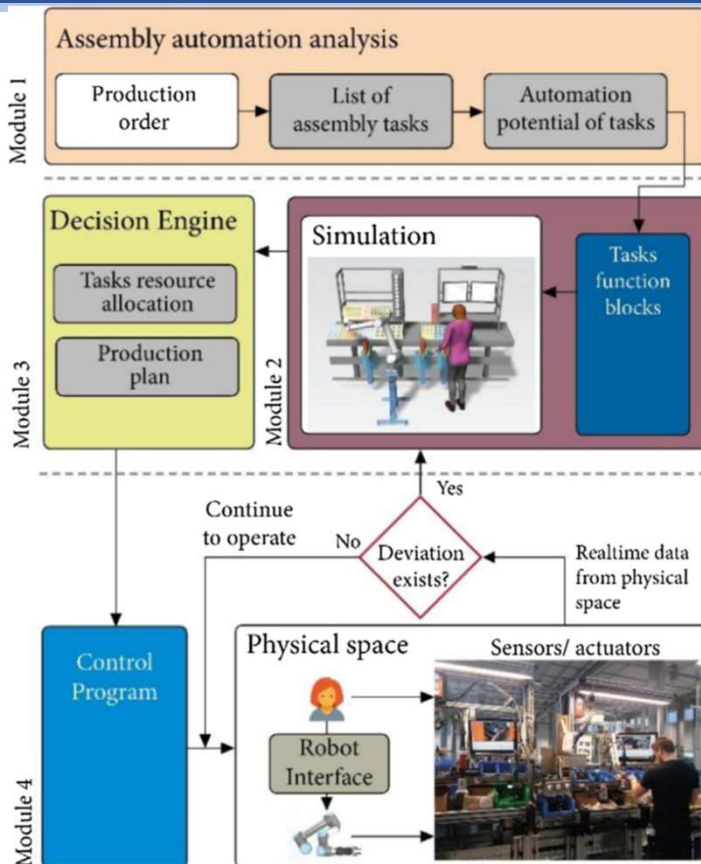 Assembly automation analysis
Module 1
Production
order
List of
assembly tasks
Automation
potential of tasks
Decision Engine
Tasks resource
allocation
Production
plan
Module 3
Module 2
Simulation
Tasks
function
blocks
Yes
Continue
to operate
No
Deviation
exists?
Realtime data
from physical
space
Control
Program
Module 4
Physical space
Sensors/ actuators
Robot
Interface